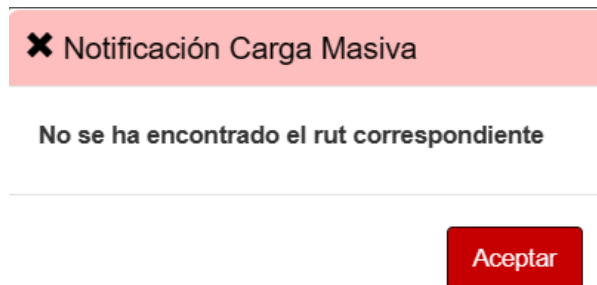 ✖ Notificación Carga Masiva
No se ha encontrado el rut correspondiente
Aceptar